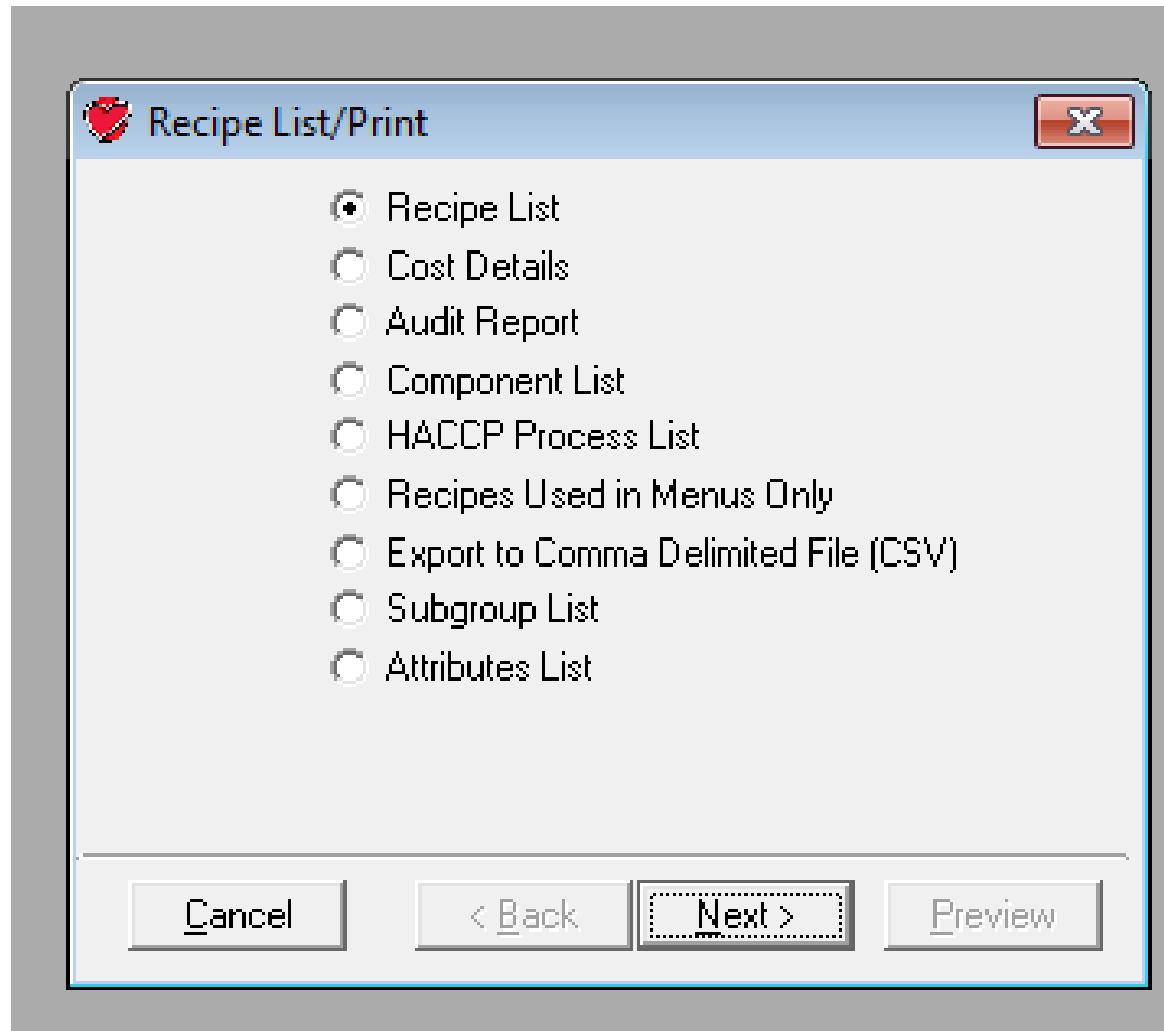 Recipe List/Print
Recipe List
Cost Details
Audit Report
Component List
HACCP Process List
Recipes Used in Menus Only
Export to Comma Delimited File (CSV)
Subgroup List
Attributes List
Cancel < Back Next > Preview